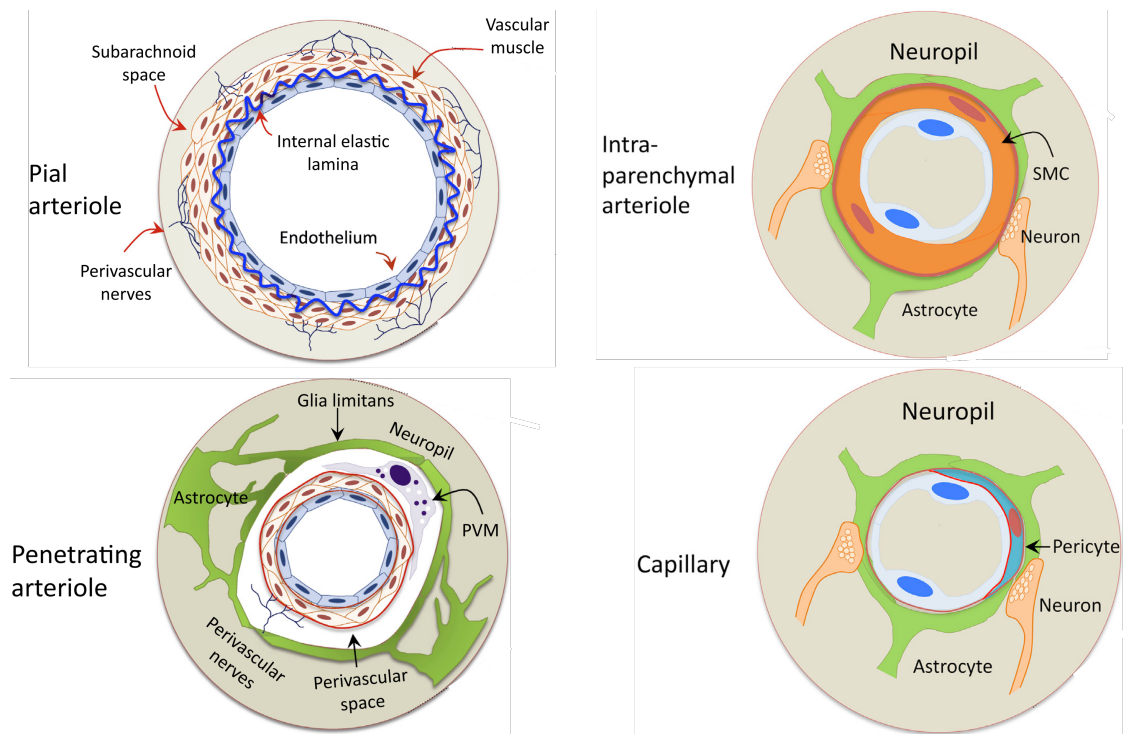 Pial
arteriole
Subarachnoid
space
Vascular
muscle
Internal elastic
lamina
Endothelium
Perivascular
nerves
Intra-
parenchymal
arteriole
Neuropil
SMC
Neuron
Astrocyte
Penetrating
arteriole
Glia limitans
Neuropil
Astrocyte
PVM
Perivascular
nerves
Perivascular
space
Capillary
Neuropil
Pericyte
Neuron
Astrocyte